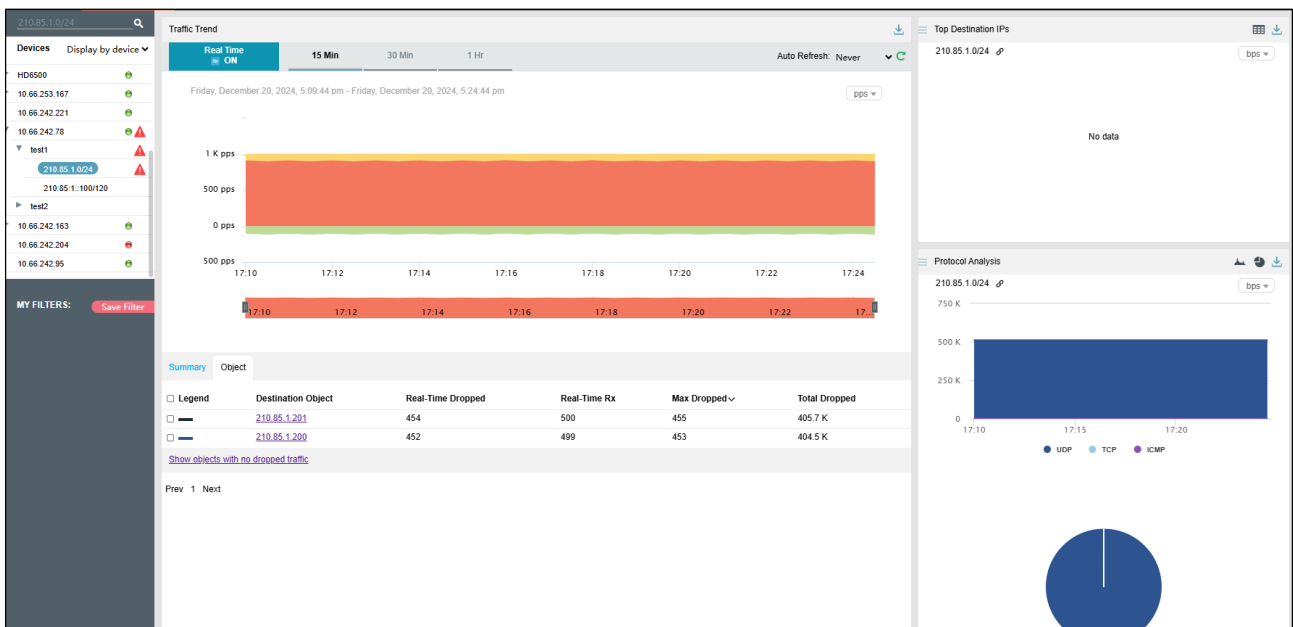 210.85.1.0/24
Devices Display by device
HD6500
10.66.253.167
10.66.242.221
10.66.242.78
test1
210.85.1.0/24
210:85:1::100/120
test2
10.66.242.163
10.66.242.204
10.66.242.95
MY FILTERS: Save Filter
Traffic Trend
Real Time
ON
15 Min 30 Min 1 Hr
Auto Refresh: Never
Friday, December 20, 2024, 5:09:44 pm - Friday, December 20, 2024, 5:24:44 pm
pps
1 K pps
500 pps
0 pps
500 pps
17:10 17:12 17:14 17:16 17:18 17:20 17:22 17:24
17:10 17:12 17:14 17:16 17:18 17:20 17:22 17...
Summary Object
Legend Destination Object Real-Time Dropped Real-Time Rx Max Dropped Total Dropped
210.85.1.201 454 500 455 405.7 K
210.85.1.200 452 499 453 404.5 K
Show objects with no dropped traffic
Prev 1 Next
Top Destination IPs
210.85.1.0/24
bps
No data
Protocol Analysis
210.85.1.0/24
bps
750 K
500 K
250 K
0
17:10 17:15 17:20
UDP TCP ICMP